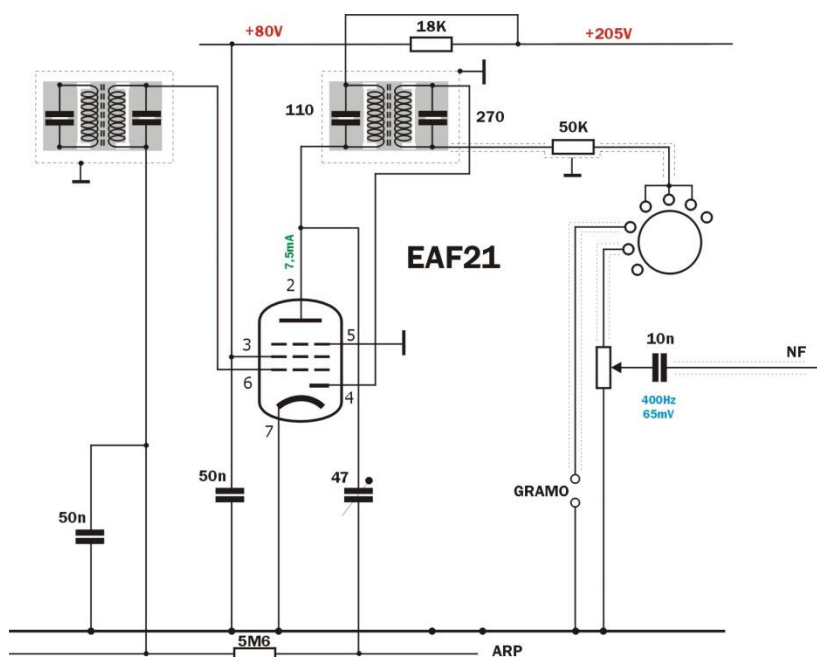 +80V
18K
+205V
110
270
50K
7,5mA
EAF21
2
3
5
6
4
7
10n
NF
400Hz
65mV
50n
47
GRAMO
50n
5M6
ARP